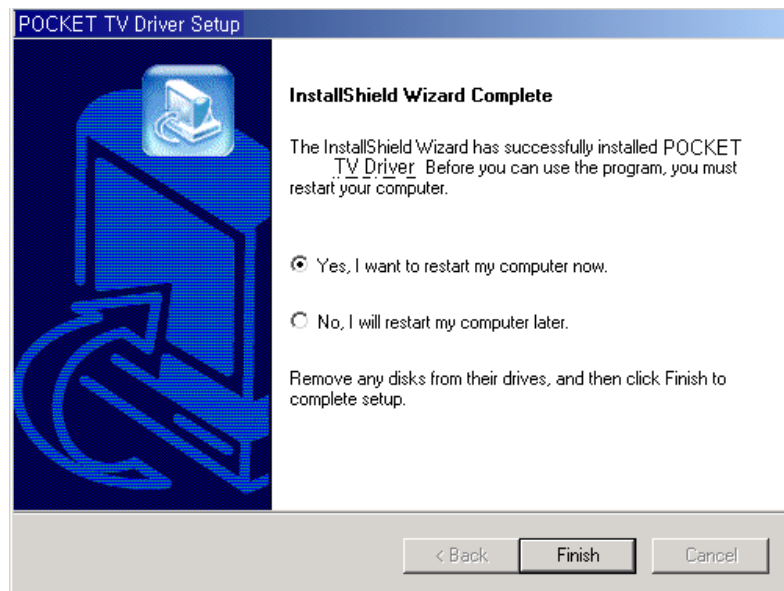 POCKET TV Driver Setup
InstallShield Wizard Complete
The InstallShield Wizard has successfully installed POCKET
TV Driver Before you can use the program, you must
restart your computer.
Yes, I want to restart my computer now.
No, I will restart my computer later.
Remove any disks from their drives, and then click Finish to
complete setup.
< Back
Finish
Cancel